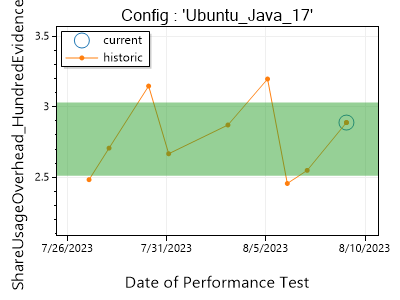 Config : 'Ubuntu_Java_17'
ShareUsageOverhead_HundredEvidence
current
historic
3.5
3
2.5
7/26/2023
7/31/2023
8/5/2023
8/10/2023
Date of Performance Test